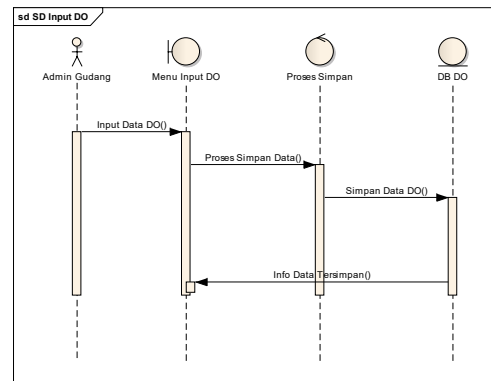 sd SD Input DO
Admin Gudang
Menu Input DO
Proses Simpan
DB DO
Input Data DO()
Proses Simpan Data()
Simpan Data DO()
Info Data Tersimpan()